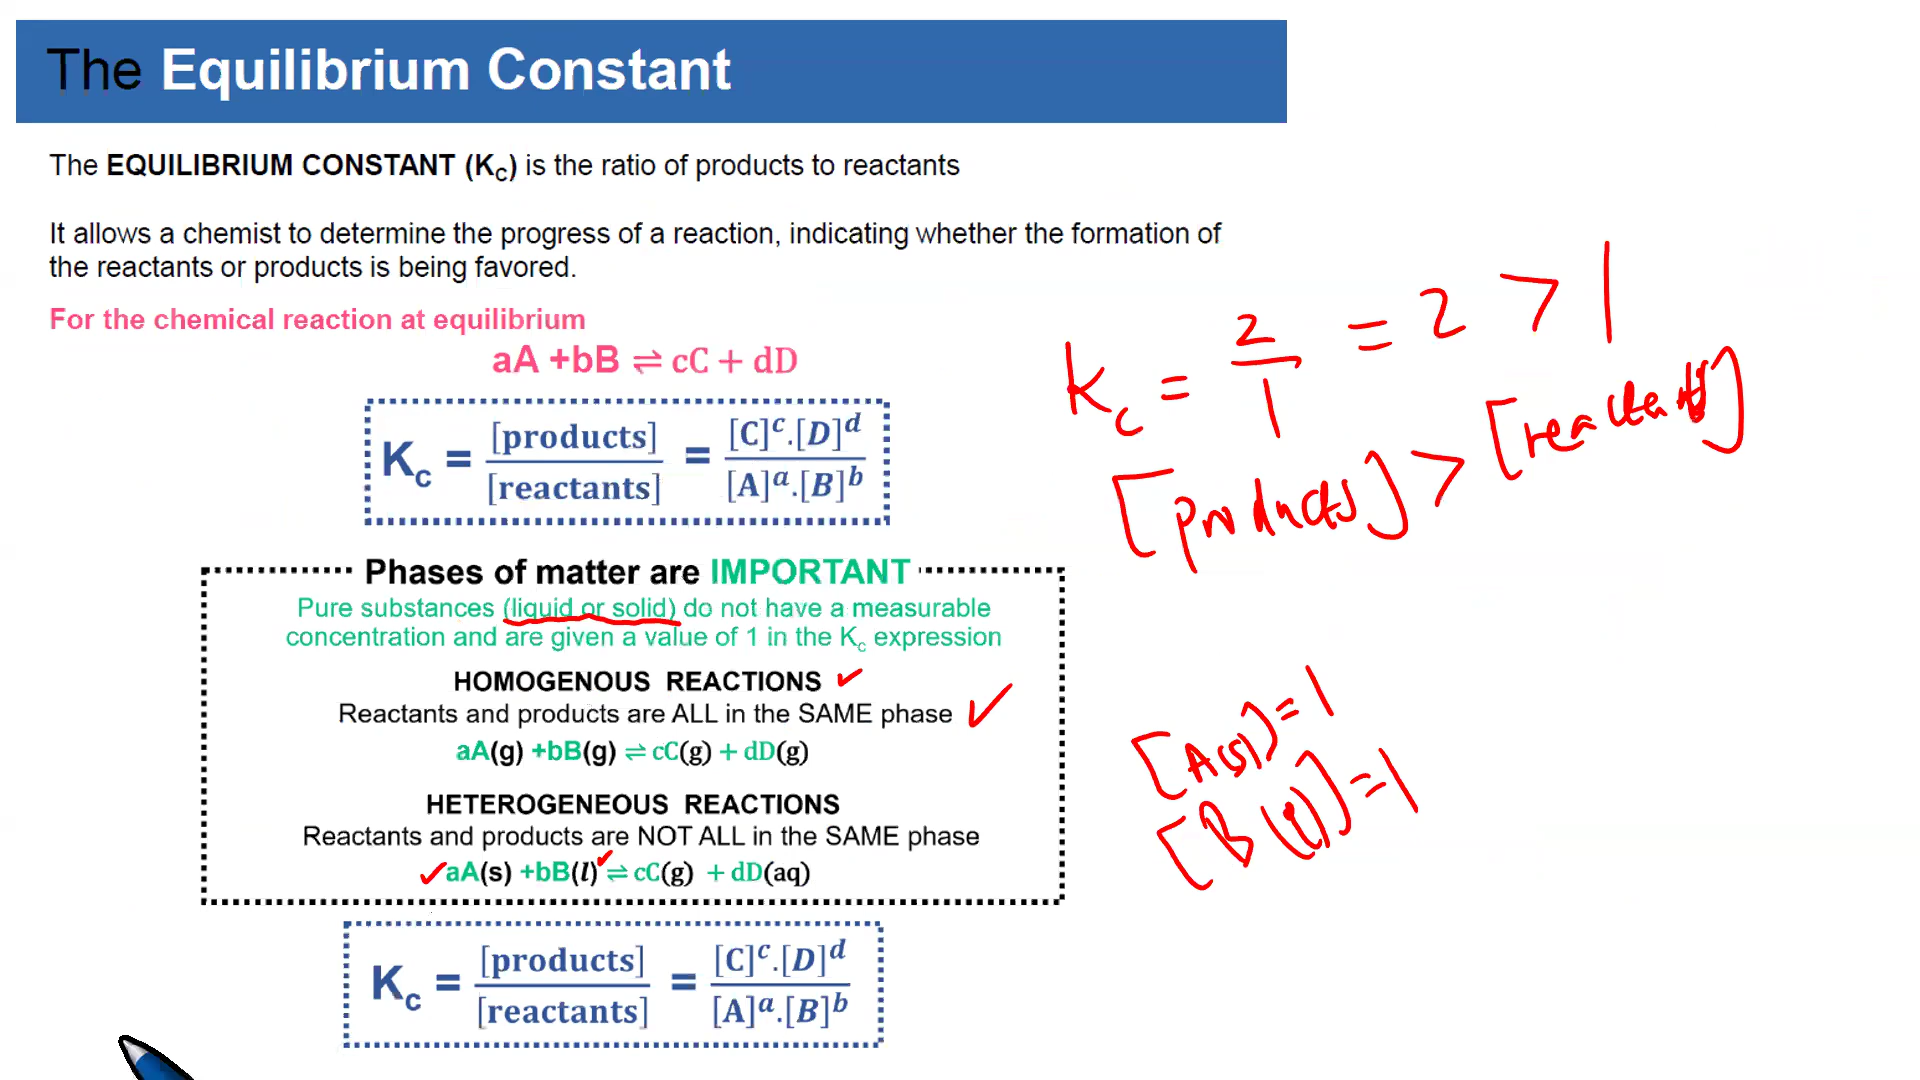 The Equilibrium Constant
The EQUILIBRIUM CONSTANT (K_C) is the ratio of products to reactants
It allows a chemist to determine the progress of a reaction, indicating whether the formation of
the reactants or products is being favored.
For the chemical reaction at equilibrium
aA +bB ⇌ cC + dD
K_c = [products]/[reactants] = [C]^c.[D]^d/[A]^a.[B]^b
k_c = 2/1 = 2 > 1
[products] > [reactants]
Phases of matter are IMPORTANT
Pure substances (liquid or solid) do not have a measurable
concentration and are given a value of 1 in the K_c expression
HOMOGENOUS REACTIONS ✓
Reactants and products are ALL in the SAME phase ✓
aA(g) +bB(g) ⇌ cC(g) + dD(g)
HETEROGENEOUS REACTIONS
Reactants and products are NOT ALL in the SAME phase
✓aA(s) +bB(l)✓ ⇌ cC(g) + dD(aq)
[A(s)] = 1
[B(l)] = 1
K_c = [products]/[reactants] = [C]^c.[D]^d/[A]^a.[B]^b